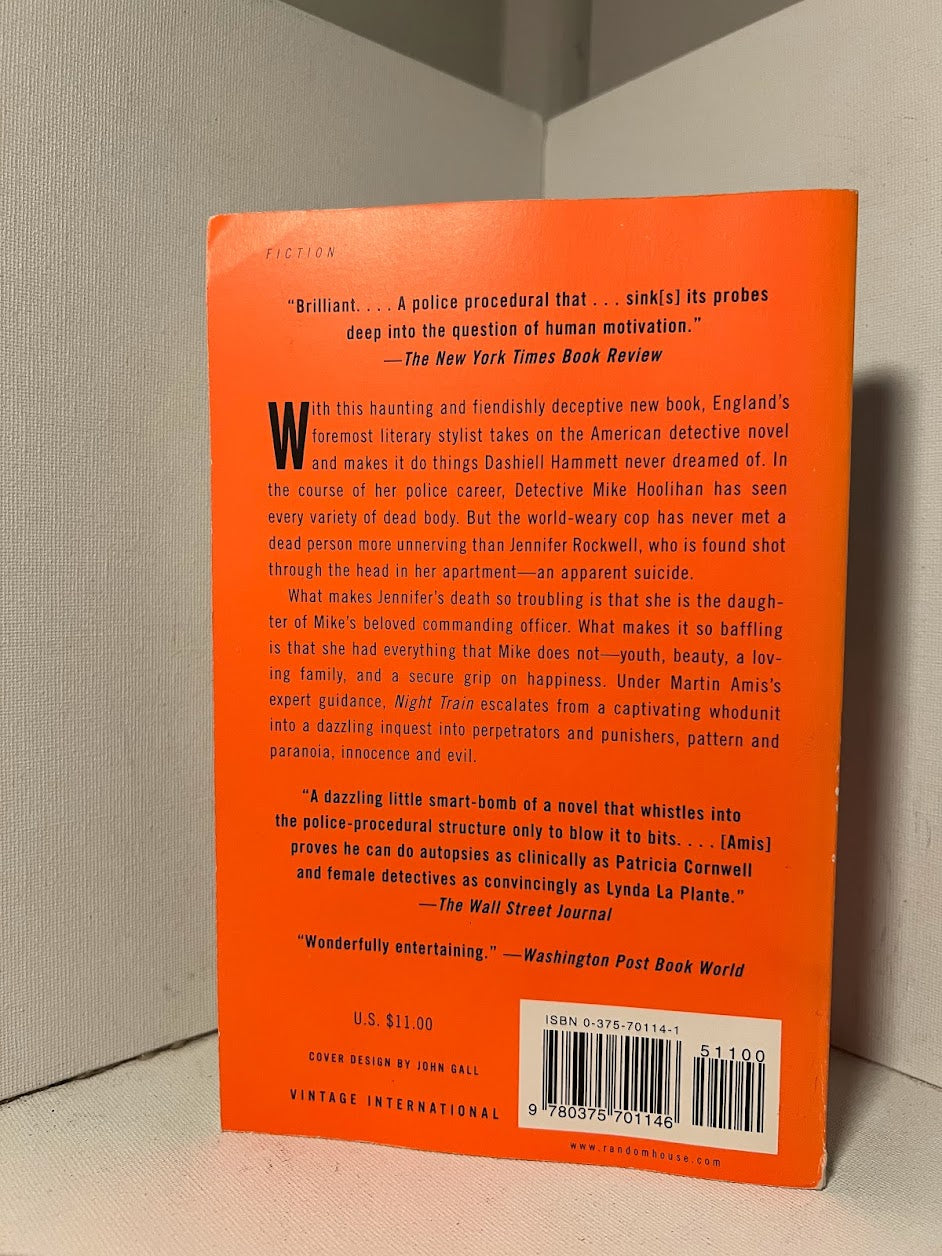 FICTION
“Brilliant. . . . A police procedural that . . . sink[s] its probes
deep into the question of human motivation.”
—The New York Times Book Review
With this haunting and fiendishly deceptive new book, England’s
foremost literary stylist takes on the American detective novel
and makes it do things Dashiell Hammett never dreamed of. In
the course of her police career, Detective Mike Hoolihan has seen
every variety of dead body. But the world-weary cop has never met a
dead person more unnerving than Jennifer Rockwell, who is found shot
through the head in her apartment—an apparent suicide.
What makes Jennifer’s death so troubling is that she is the daugh-
ter of Mike’s beloved commanding officer. What makes it so baffling
is that she had everything that Mike does not—youth, beauty, a lov-
ing family, and a secure grip on happiness. Under Martin Amis’s
expert guidance, Night Train escalates from a captivating whodunit
into a dazzling inquest into perpetrators and punishers, pattern and
paranoia, innocence and evil.
“A dazzling little smart-bomb of a novel that whistles into
the police-procedural structure only to blow it to bits. . . . [Amis]
proves he can do autopsies as clinically as Patricia Cornwell
and female detectives as convincingly as Lynda La Plante.”
—The Wall Street Journal
“Wonderfully entertaining.” —Washington Post Book World
U.S. $11.00
COVER DESIGN BY JOHN GALL
VINTAGE INTERNATIONAL
ISBN 0-375-70114-1
51100
9 780375 701146
www.randomhouse.com